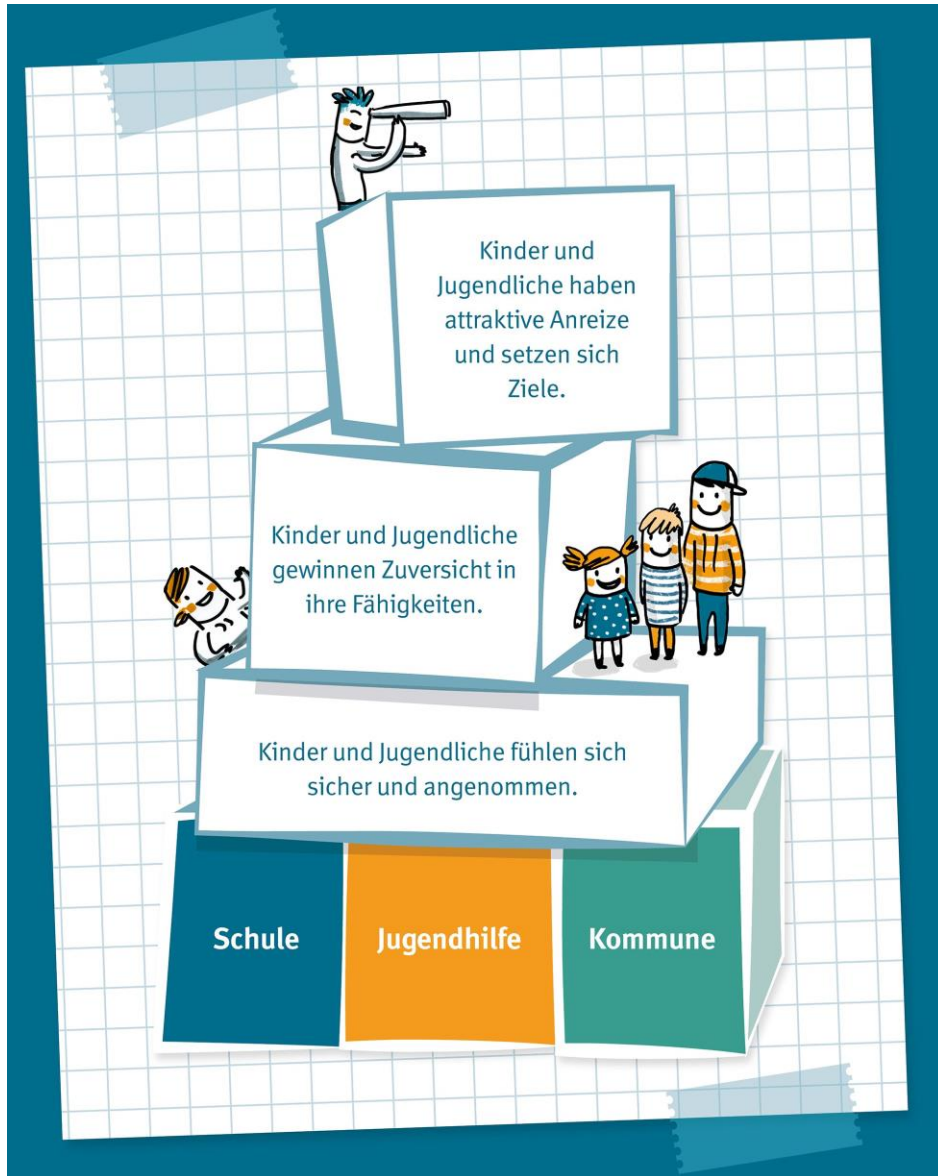 Kinder und
Jugendliche haben
attraktive Anreize
und setzen sich
Ziele.
Kinder und Jugendliche
gewinnen Zuversicht in
ihre Fähigkeiten.
Kinder und Jugendliche fühlen sich
sicher und angenommen.
Schule
Jugendhilfe
Kommune